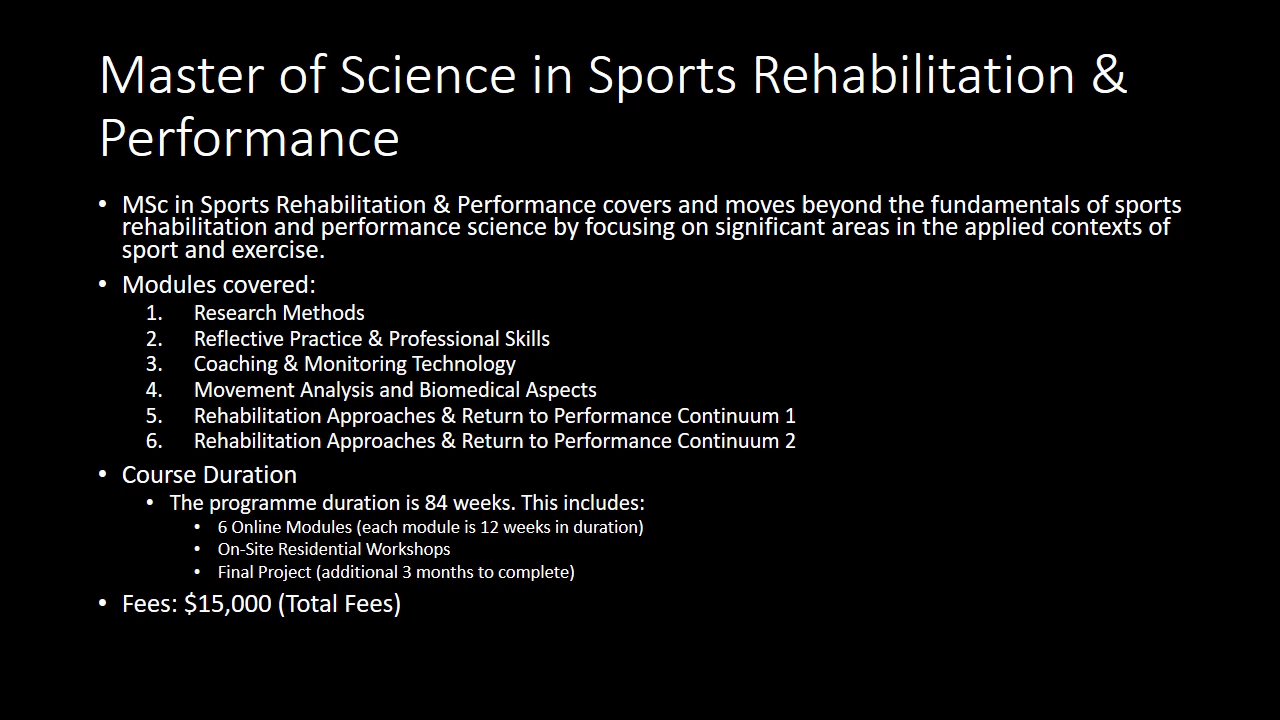 Master of Science in Sports Rehabilitation &
Performance
• MSc in Sports Rehabilitation & Performance covers and moves beyond the fundamentals of sports
rehabilitation and performance science by focusing on significant areas in the applied contexts of
sport and exercise.
• Modules covered:
1. Research Methods
2. Reflective Practice & Professional Skills
3. Coaching & Monitoring Technology
4. Movement Analysis and Biomedical Aspects
5. Rehabilitation Approaches & Return to Performance Continuum 1
6. Rehabilitation Approaches & Return to Performance Continuum 2
• Course Duration
• The programme duration is 84 weeks. This includes:
• 6 Online Modules (each module is 12 weeks in duration)
• On-Site Residential Workshops
• Final Project (additional 3 months to complete)
• Fees: $15,000 (Total Fees)